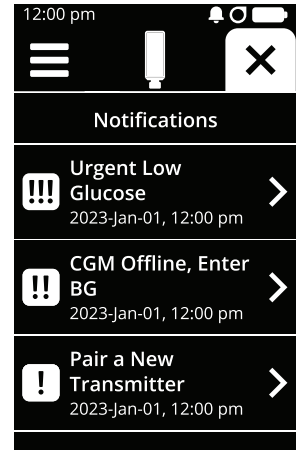 12:00 pm
Notifications
!!!
Urgent Low
Glucose
2023-Jan-01, 12:00 pm
!!
CGM Offline, Enter
BG
2023-Jan-01, 12:00 pm
!
Pair a New
Transmitter
2023-Jan-01, 12:00 pm